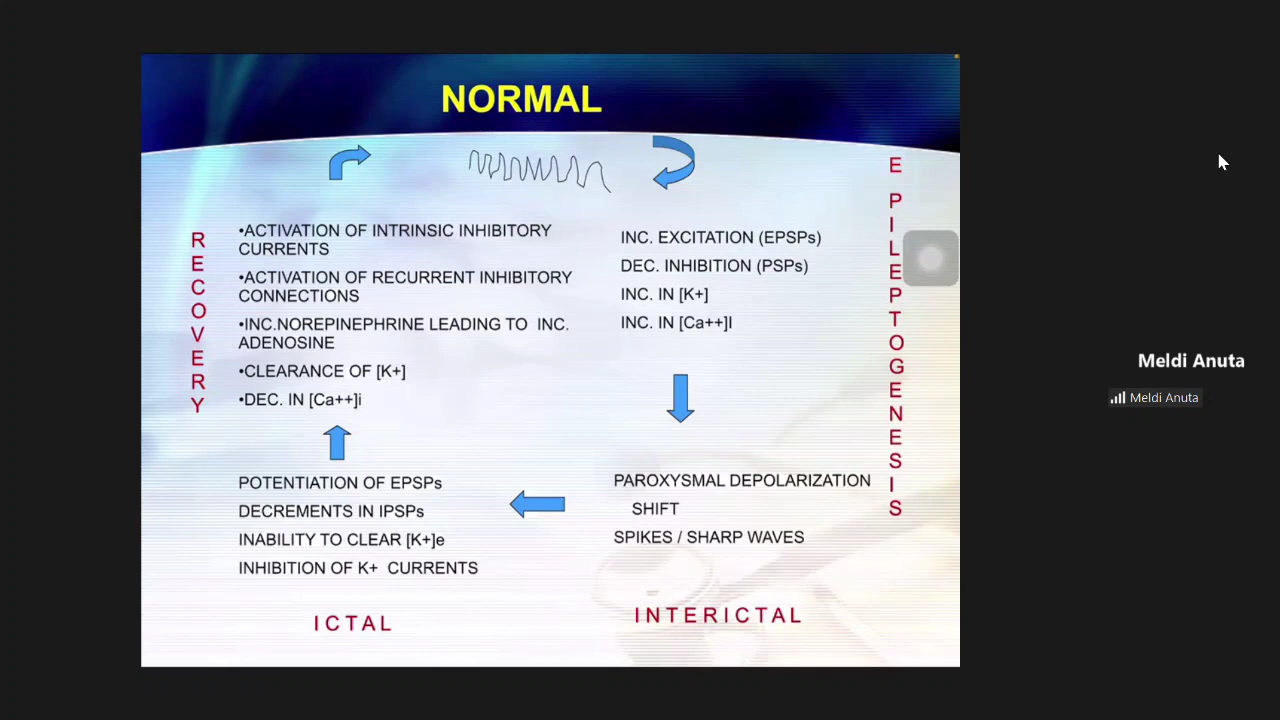 NORMAL
RECOVERY
•ACTIVATION OF INTRINSIC INHIBITORY
CURRENTS
•ACTIVATION OF RECURRENT INHIBITORY
CONNECTIONS
•INC.NOREPINEPHRINE LEADING TO INC.
ADENOSINE
•CLEARANCE OF [K+]
•DEC. IN [Ca++]i
INC. EXCITATION (EPSPs)
DEC. INHIBITION (PSPs)
INC. IN [K+]
INC. IN [Ca++]I
E PILEPTOGENESIS
POTENTIATION OF EPSPs
DECREMENTS IN IPSPs
INABILITY TO CLEAR [K+]e
INHIBITION OF K+ CURRENTS
ICTAL
PAROXYSMAL DEPOLARIZATION
SHIFT
SPIKES / SHARP WAVES
INTERICTAL
Meldi Anuta
Meldi Anuta